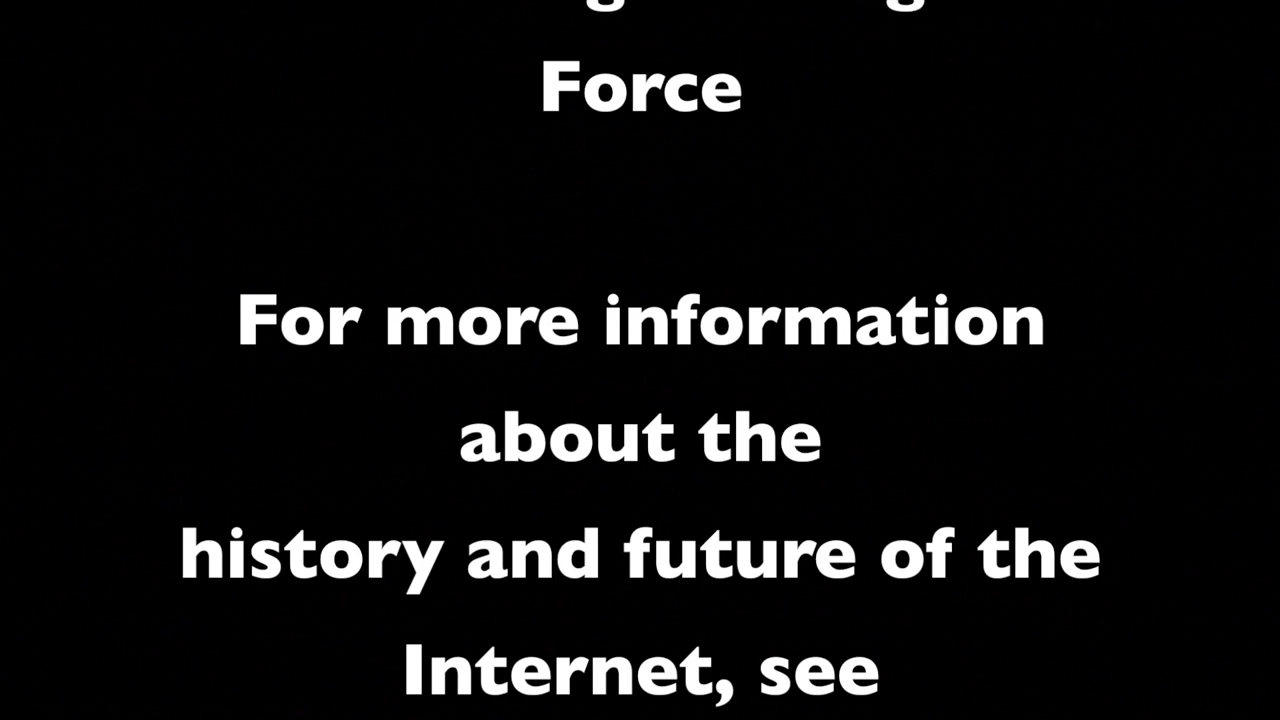 Force
For more information
about the
history and future of the
Internet, see